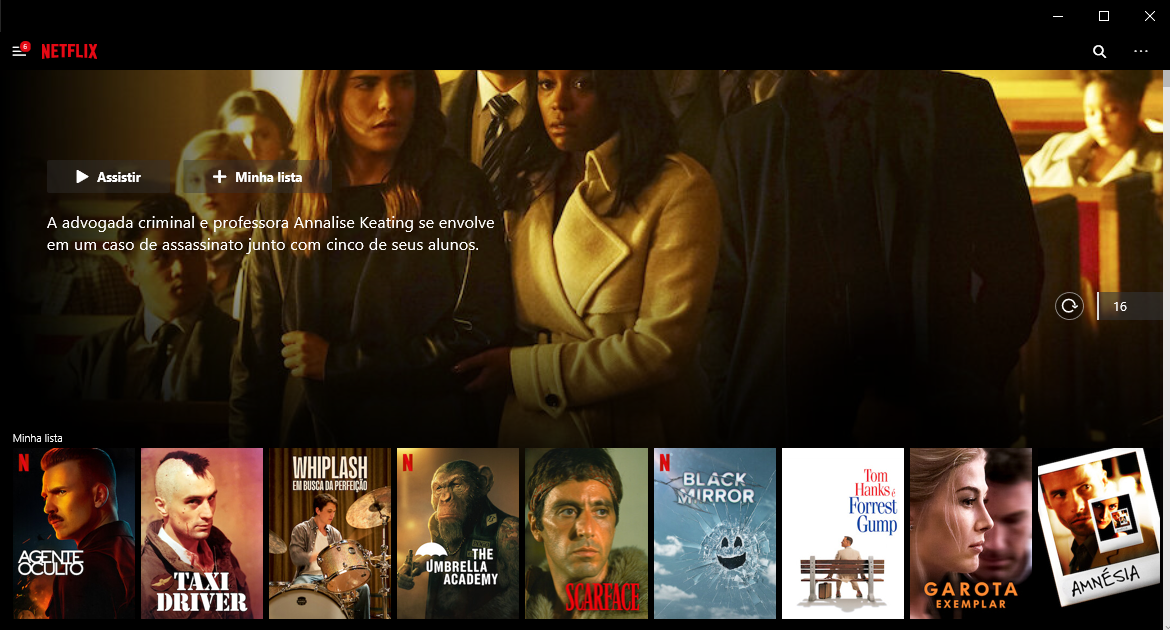 6
NETFLIX
Assistir
Minha lista
A advogada criminal e professora Annalise Keating se envolve
em um caso de assassinato junto com cinco de seus alunos.
16
Minha lista
N
AGENTE
OCULTO
TAXI
DRIVER
WHIPLASH
EM BUSCA DA PERFEIÇÃO
N
THE
UMBRELLA
ACADEMY
SCARFACE
N
BLACK
MIRROR
Tom
Hanks é
Forrest
Gump
GAROTA
EXEMPLAR
AMNÉSIA